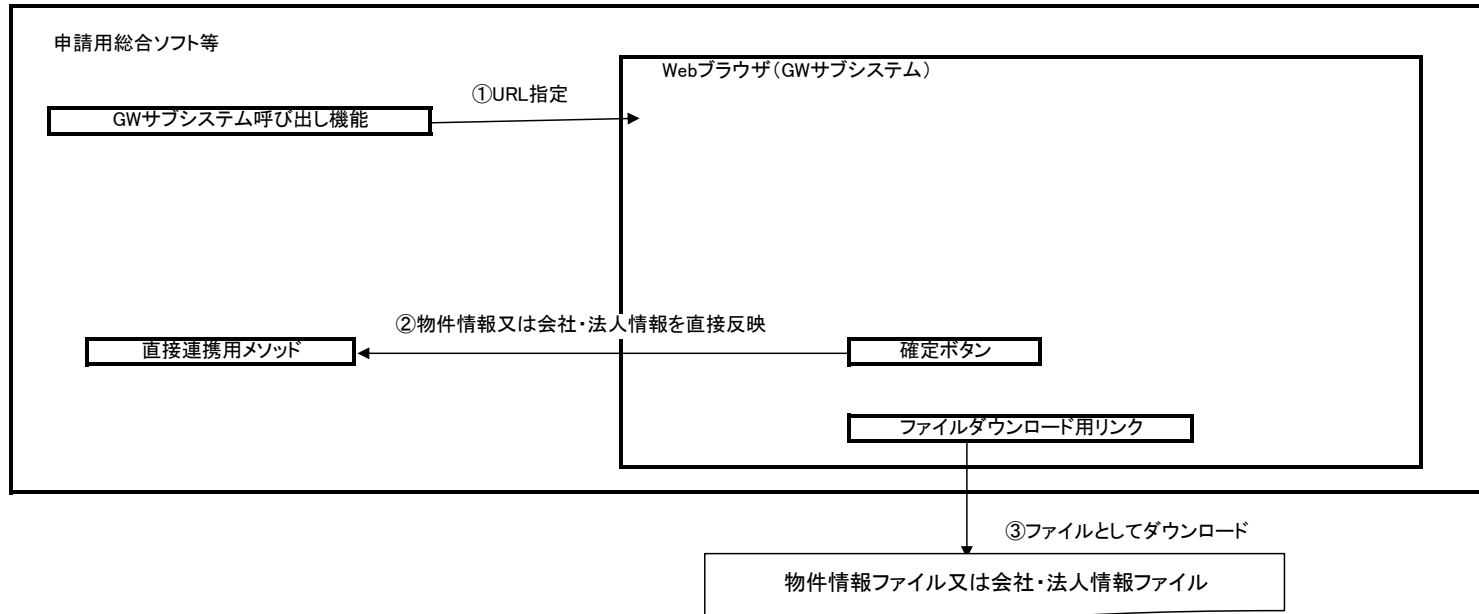 申請用総合ソフト等
Webブラウザ（GWサブシステム）
①URL指定
GWサブシステム呼び出し機能
②物件情報又は会社・法人情報を直接反映
直接連携用メソッド
確定ボタン
ファイルダウンロード用リンク
③ファイルとしてダウンロード
物件情報ファイル又は会社・法人情報ファイル